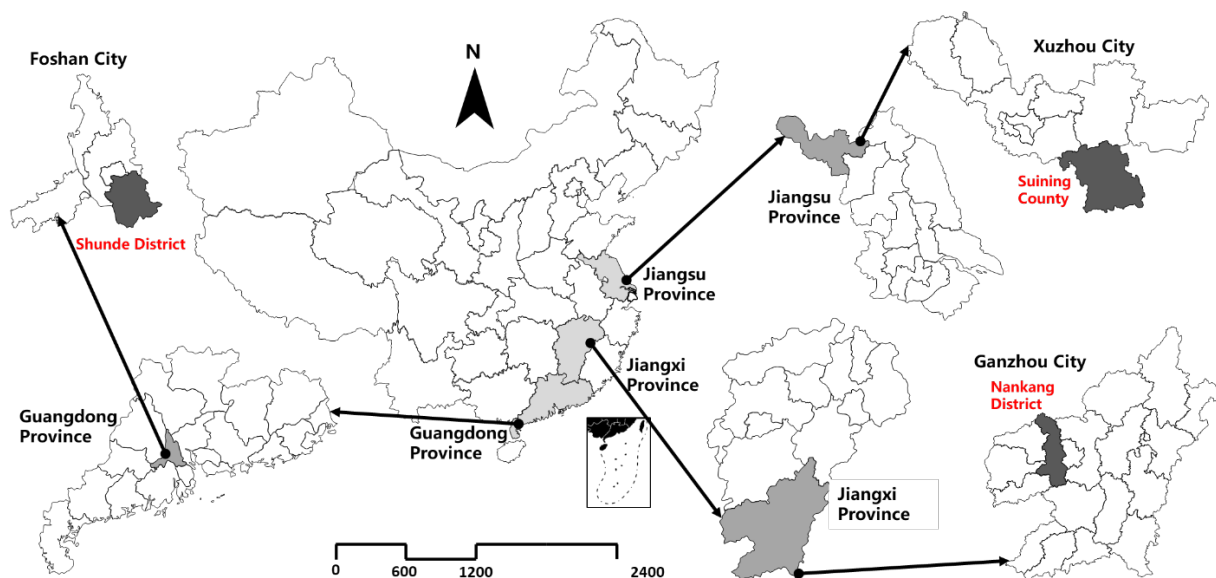 Foshan City
N
Xuzhou City
Suining
County
Jiangsu
Province
Shunde District
Jiangsu
Province
Jiangxi
Province
Ganzhou City
Nankang
District
Guangdong
Province
Guangdong
Province
Jiangxi
Province
0 600 1200 2400